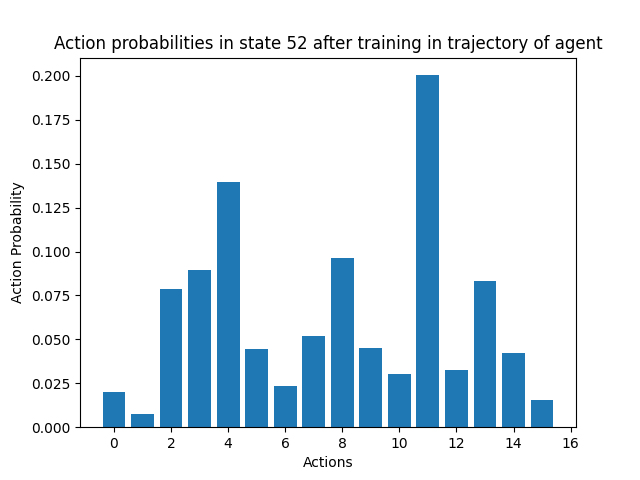 Action probabilities in state 52 after training in trajectory of agent
0.200
0.175
0.150
0.125
0.100
0.075
0.050
0.025
0.000
Action Probability
0 2 4 6 8 10 12 14 16
Actions